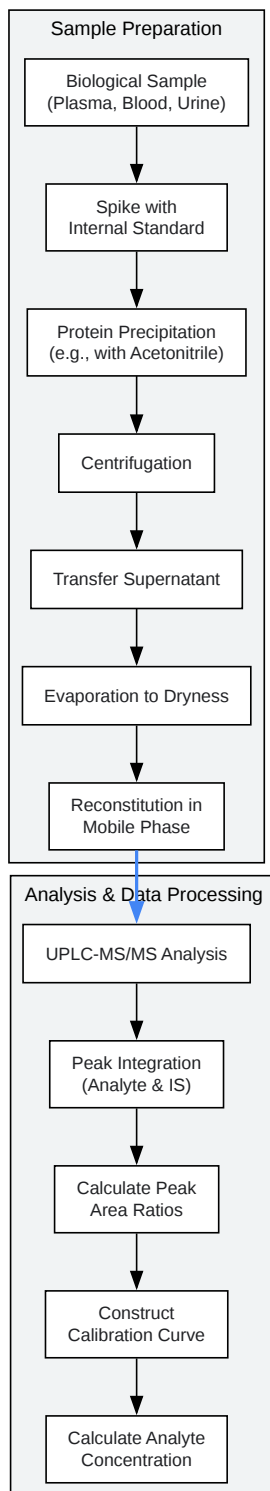 Sample Preparation
Biological Sample
(Plasma, Blood, Urine)
Spike with
Internal Standard
Protein Precipitation
(e.g., with Acetonitrile)
Centrifugation
Transfer Supernatant
Evaporation to Dryness
Reconstitution in
Mobile Phase
Analysis & Data Processing
UPLC-MS/MS Analysis
Peak Integration
(Analyte & IS)
Calculate Peak
Area Ratios
Construct
Calibration Curve
Calculate Analyte
Concentration